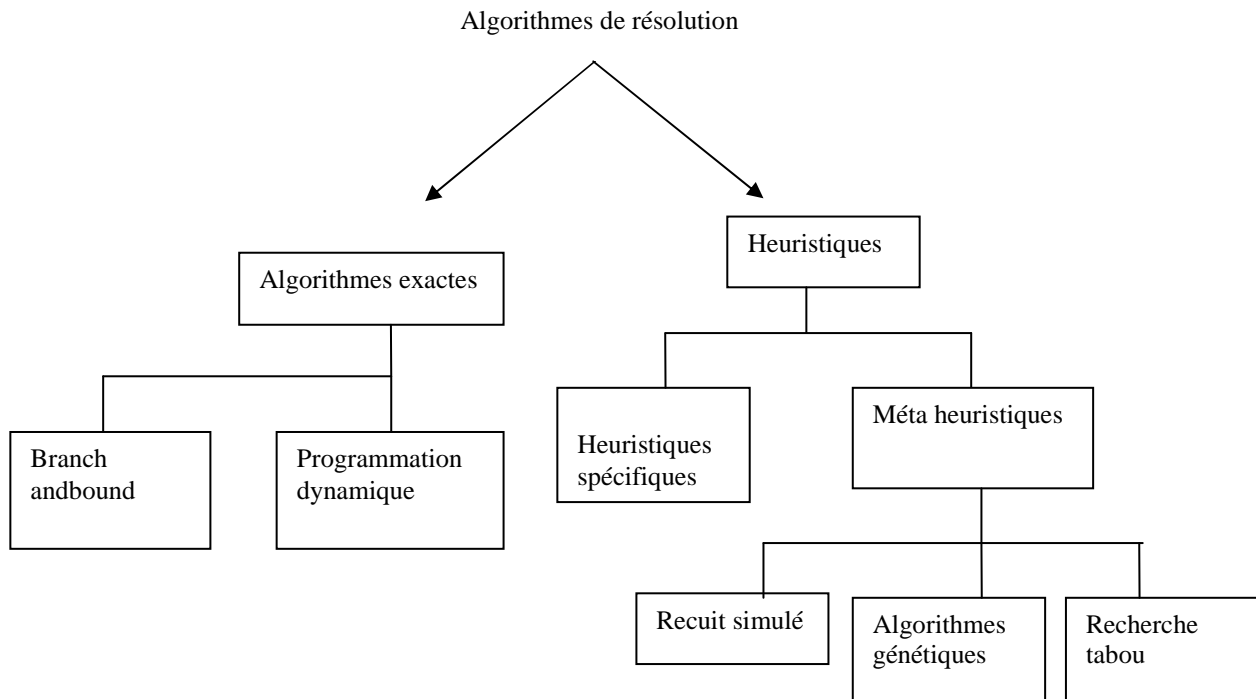 Algorithmes de résolution
Heuristiques
Algorithmes exactes
Heuristiques
spécifiques
Méta heuristiques
Branch
andbound
Programmation
dynamique
Recuit simulé
Algorithmes
génétiques
Recherche
tabou